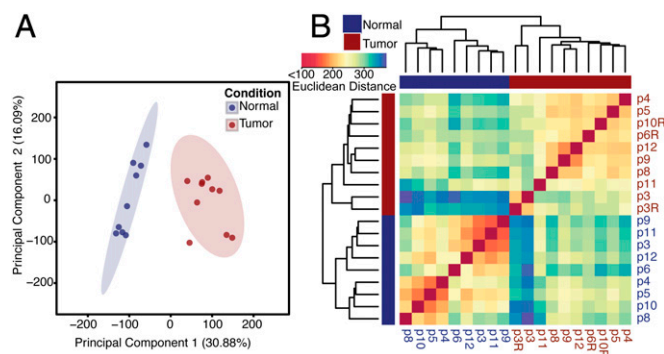 A
Condition
Normal
Tumor
Principal Component 2 (16.09%)
200
100
0
−100
−200
−200
−100
0
100
200
Principal Component 1 (30.88%)
B
Normal
Tumor
<100
200
300
Euclidean Distance
p4
p5
p10R
p6R
p12
p9
p8
p11
p3
p3R
p9
p11
p3
p12
p6
p4
p5
p10
p8
p8
p10
p5
p4
p6
p12
p3
p11
p9
p3R
p3
p11
p8
p9
p12
p6R
p10R
p5
p4